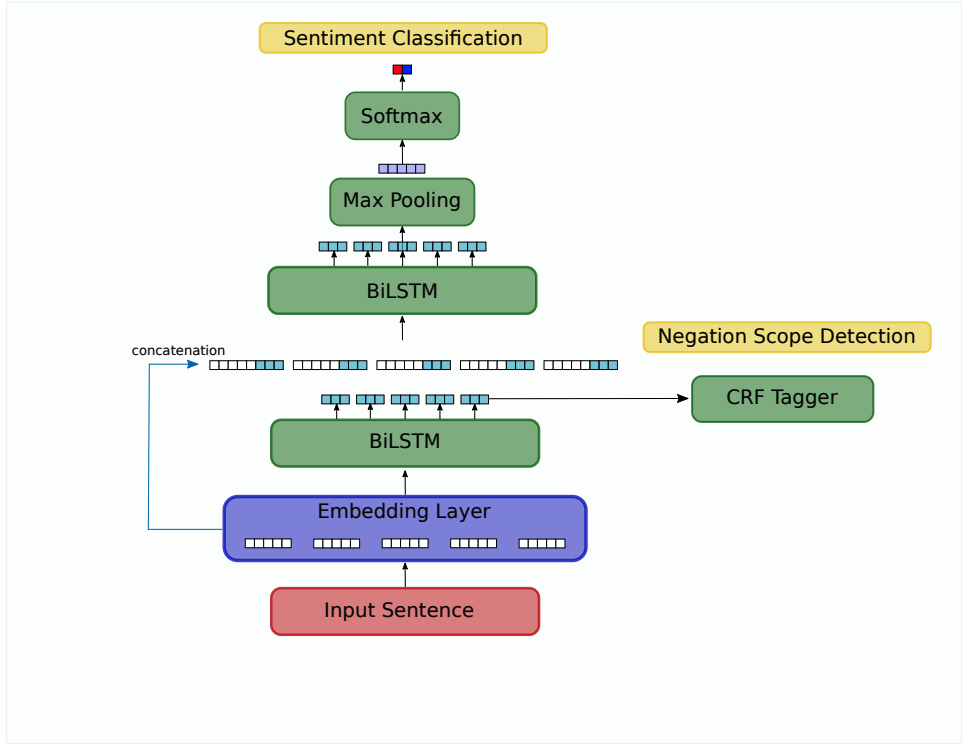 Sentiment Classification
Softmax
Max Pooling
BiLSTM
Negation Scope Detection
concatenation
CRF Tagger
BiLSTM
Embedding Layer
Input Sentence